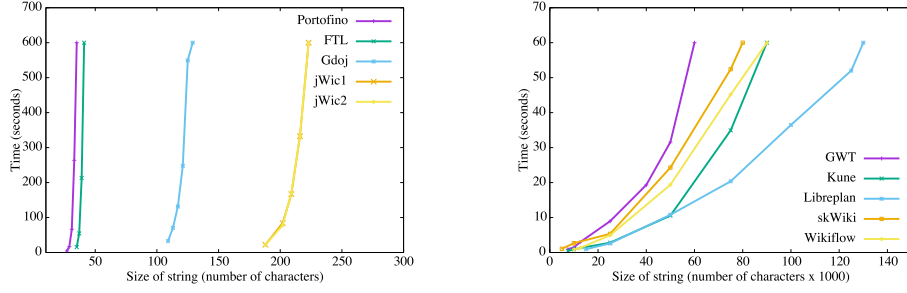 700
600
500
400
300
200
100
0
50
100
150
200
250
300
Time (seconds)
Size of string (number of characters)
Portofino
FTL
Gdoj
jWic1
jWic2
70
60
50
40
30
20
10
0
0
20
40
60
80
100
120
140
Time (seconds)
Size of string (number of characters x 1000)
GWT
Kune
Libreplan
skWiki
Wikiflow